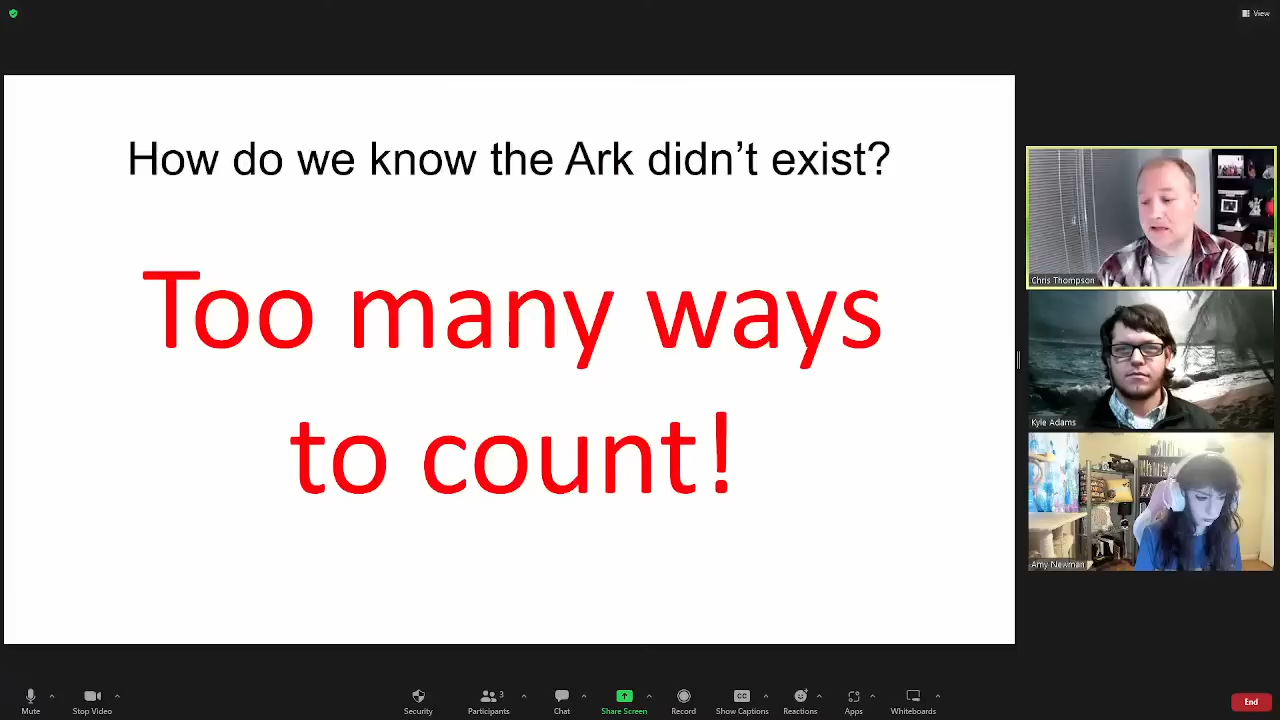 View
How do we know the Ark didn't exist?
Too many ways
to count!
Chris Thompson
Kyle Adams
Amy Newman
Mute
Stop Video
Security
Participants
3
Chat
Share Screen
Record
Show Captions
Reactions
Apps
Whiteboards
End